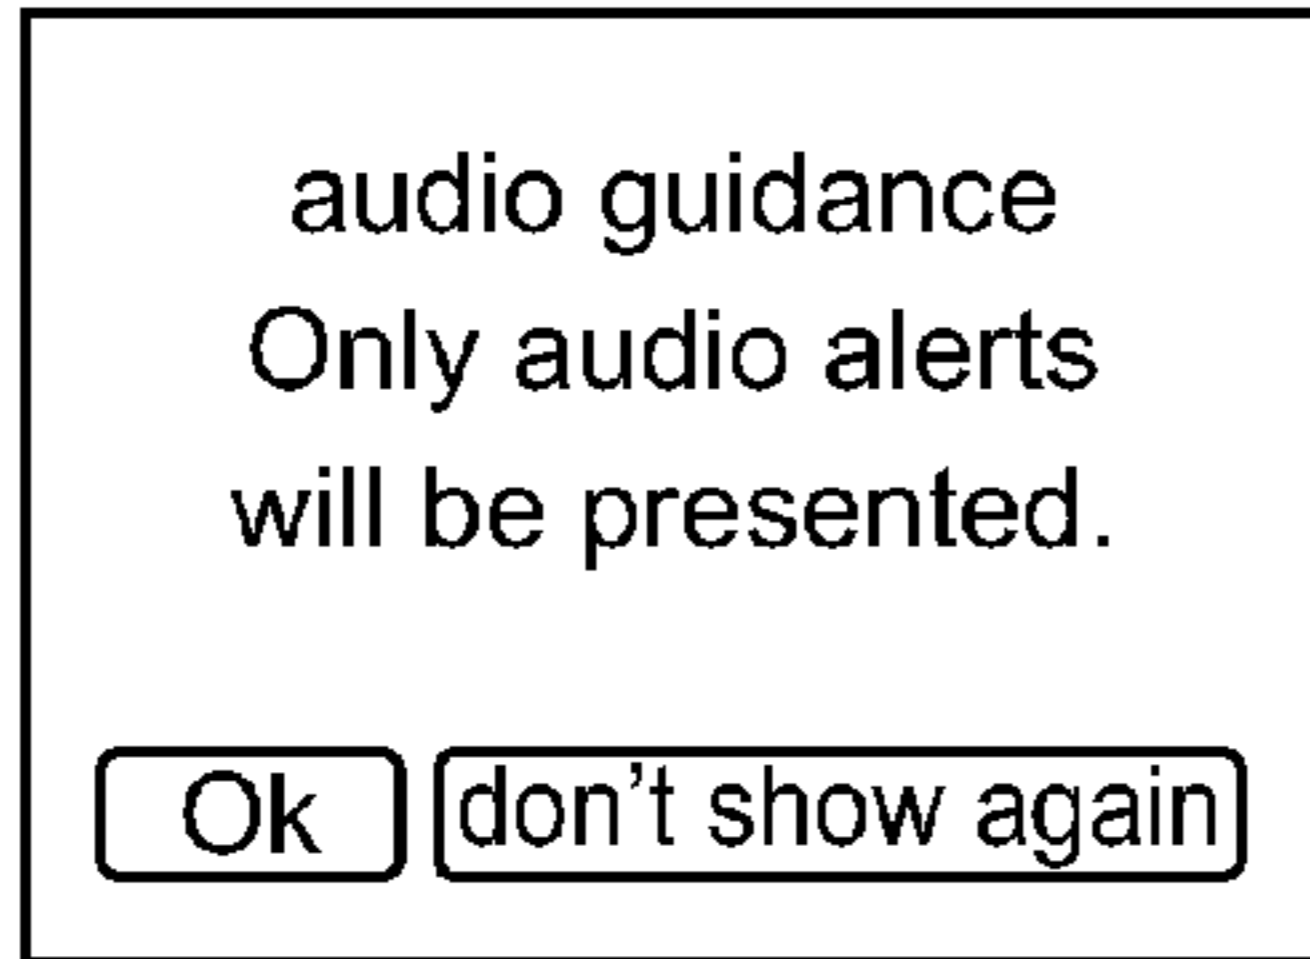 audio guidance
Only audio alerts
will be presented.
Ok
don't show again